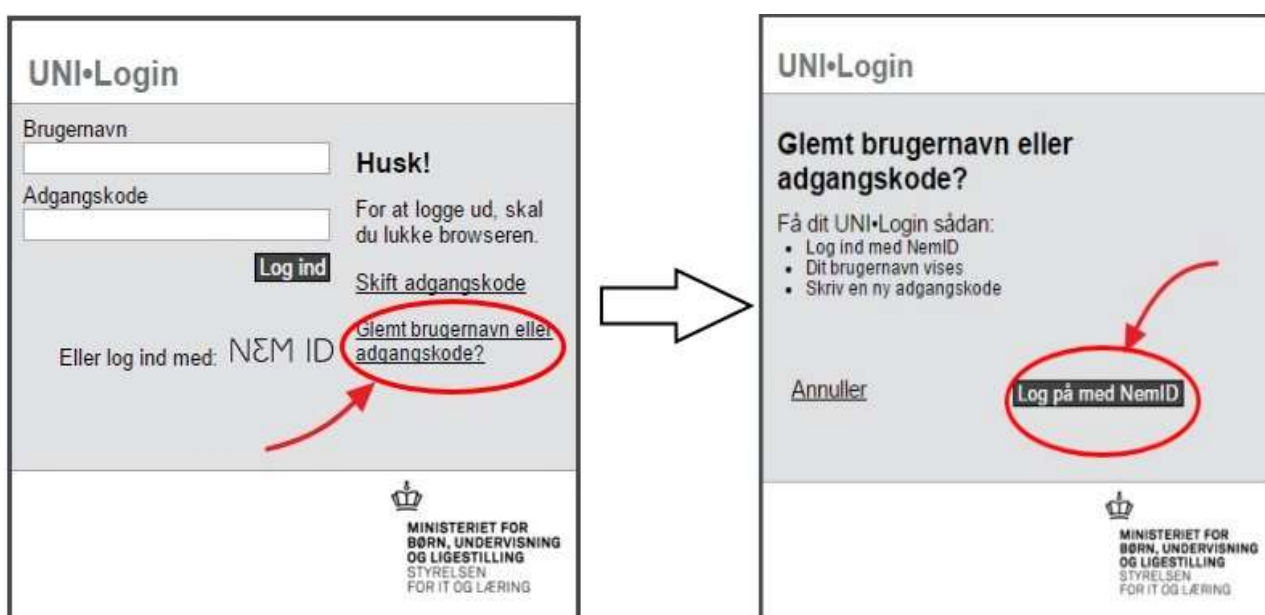 UNI•Login
Brugernavn
Adgangskode
Log ind
Husk!
For at logge ud, skal
du lukke browseren.
Skift adgangskode
Glemt brugernavn eller
adgangskode?
Eller log ind med: NEM ID
MINISTERIET FOR
BØRN, UNDERVISNING
OG LIGESTILLING
STYRELSEN
FOR IT OG LÆRING
UNI•Login
Glemt brugernavn eller
adgangskode?
Få dit UNI•Login sådan:
• Log ind med NemID
• Dit brugernavn vises
• Skriv en ny adgangskode
Annuller
Log på med NemID
MINISTERIET FOR
BØRN, UNDERVISNING
OG LIGESTILLING
STYRELSEN
FOR IT OG LÆRING